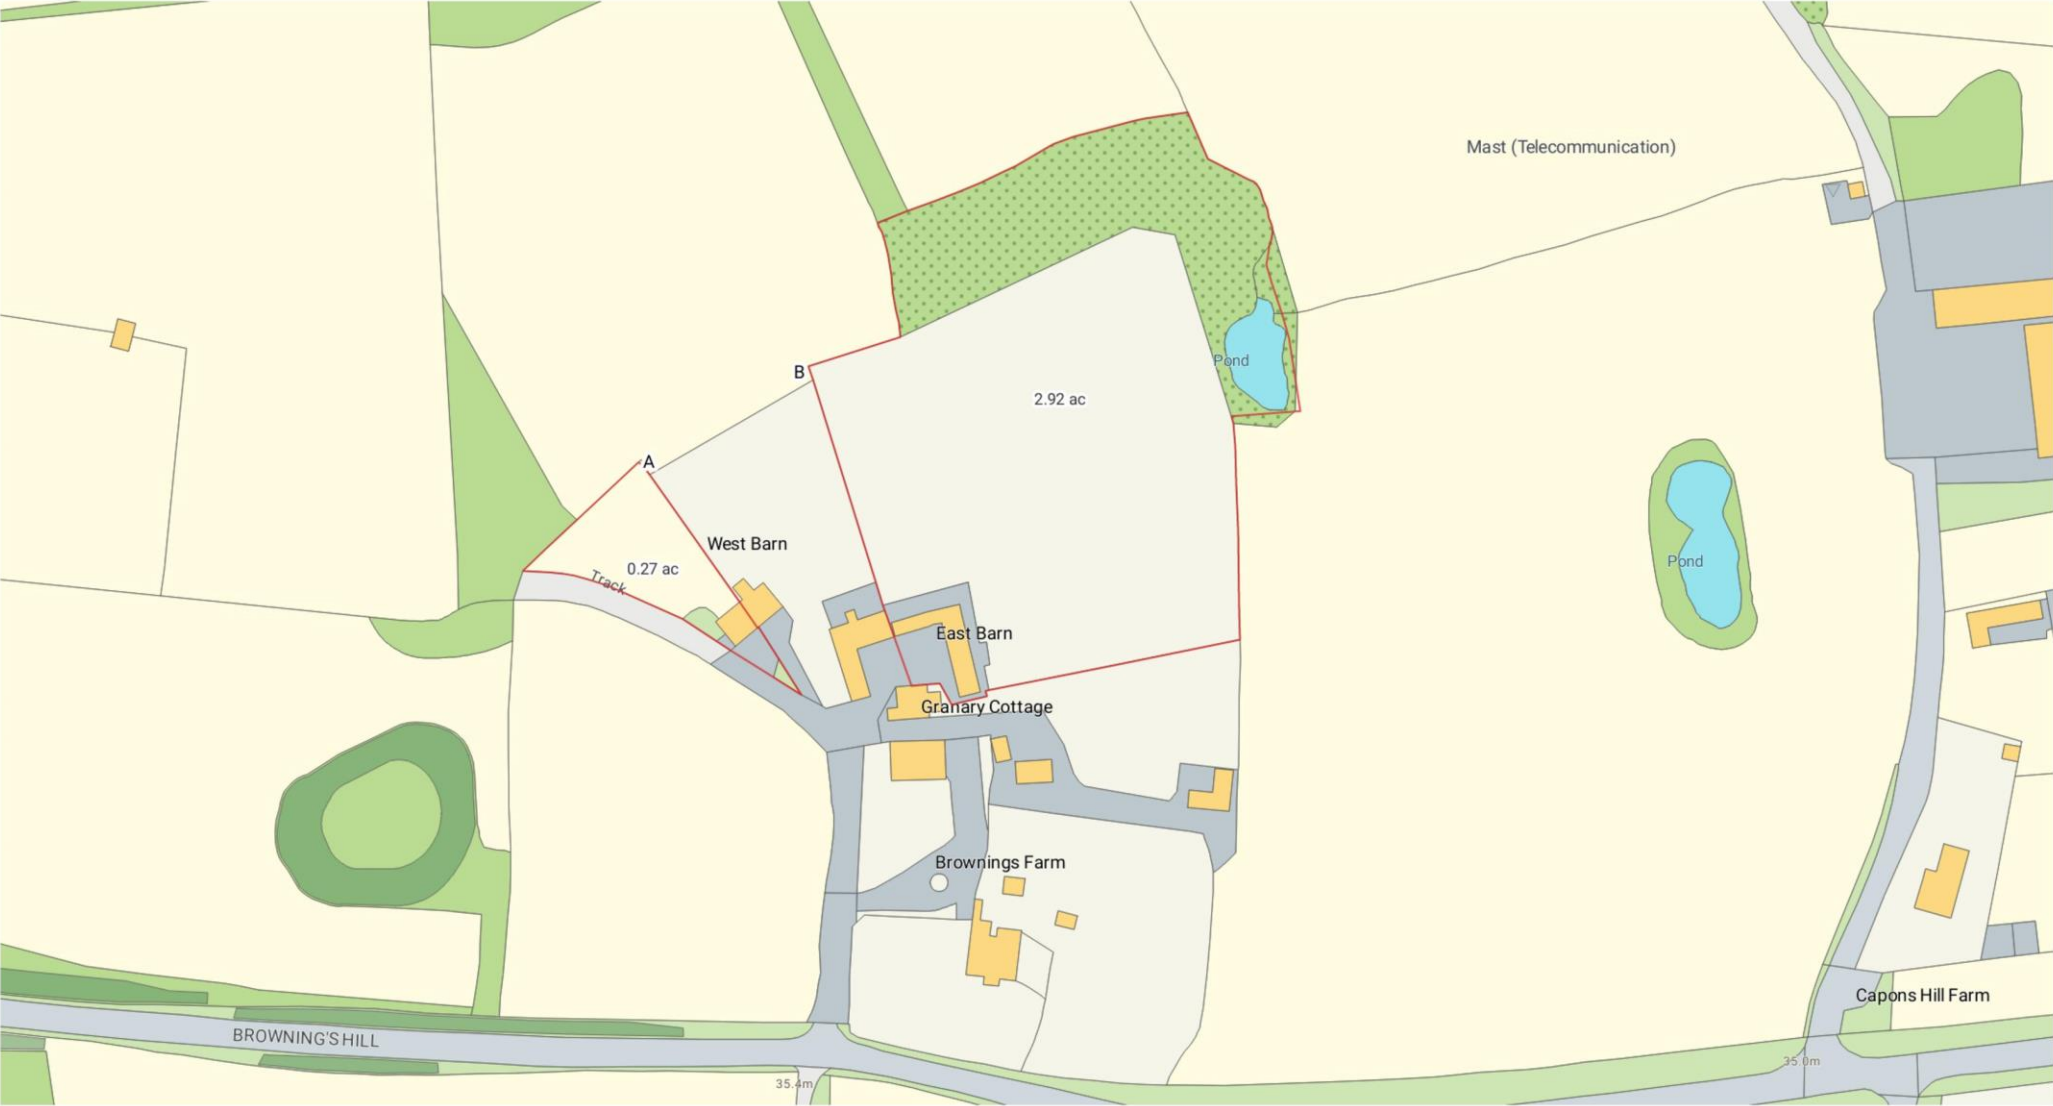 Mast (Telecommunication)
Pond
B
2.92 ac
A
West Barn
Pond
0.27 ac
Track
East Barn
Granary Cottage
Brownings Farm
Capons Hill Farm
BROWNING'S HILL
35.0m
35.4m